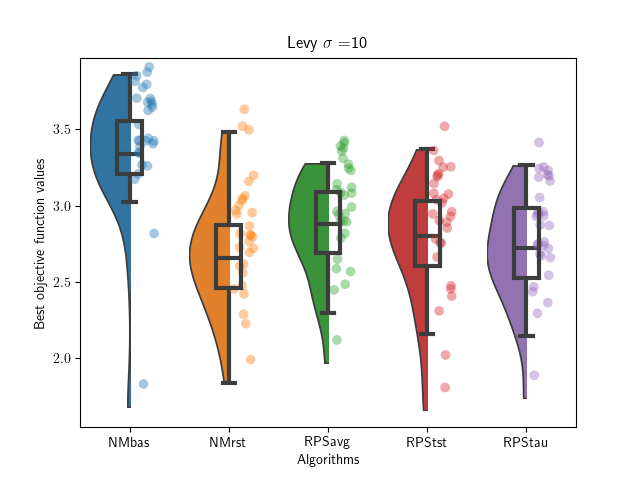 Levy σ =10
Best objective function values
3.5
3.0
2.5
2.0
NMbas NMrst RPSavg RPStst RPStau
Algorithms